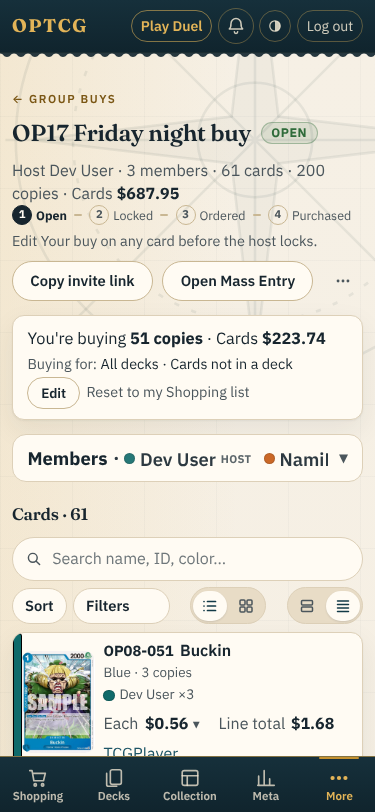 OPTCG
Play Duel
Log out
← GROUP BUYS
OP17 Friday night buy OPEN
Host Dev User · 3 members · 61 cards · 200
copies · Cards $687.95
1 Open – 2 Locked – 3 Ordered – 4 Purchased
Edit Your buy on any card before the host locks.
Copy invite link
Open Mass Entry
...
You're buying 51 copies · Cards $223.74
Buying for: All decks · Cards not in a deck
Edit Reset to my Shopping list
Members · Dev User HOST Namil ▼
Cards · 61
Search name, ID, color...
Sort
Filters
2000
SAMPLE
Buckin
OP08-051 Buckin
Blue · 3 copies
Dev User ×3
Each $0.56 ▾ Line total $1.68
TCGPlayer
Shopping
Decks
Collection
Meta
More